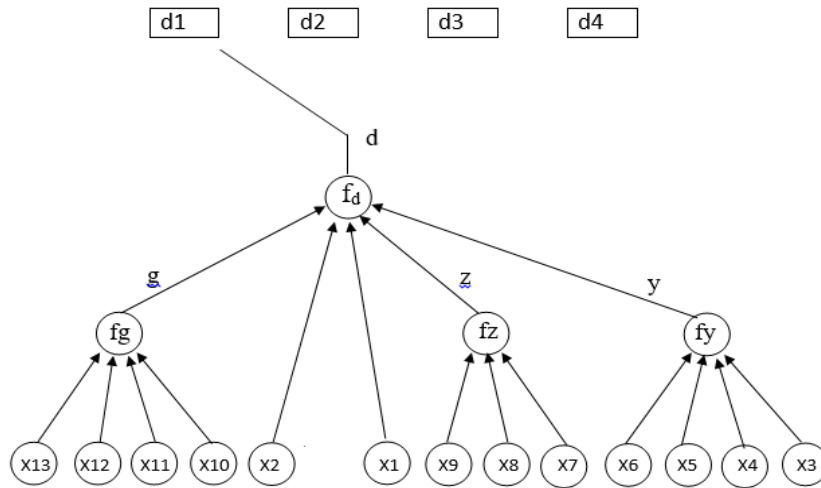 d1 d2 d3 d4
d
fd
g z y
fg fz fy
X13 X12 X11 X10 X2 X1 X9 X8 X7 X6 X5 X4 X3